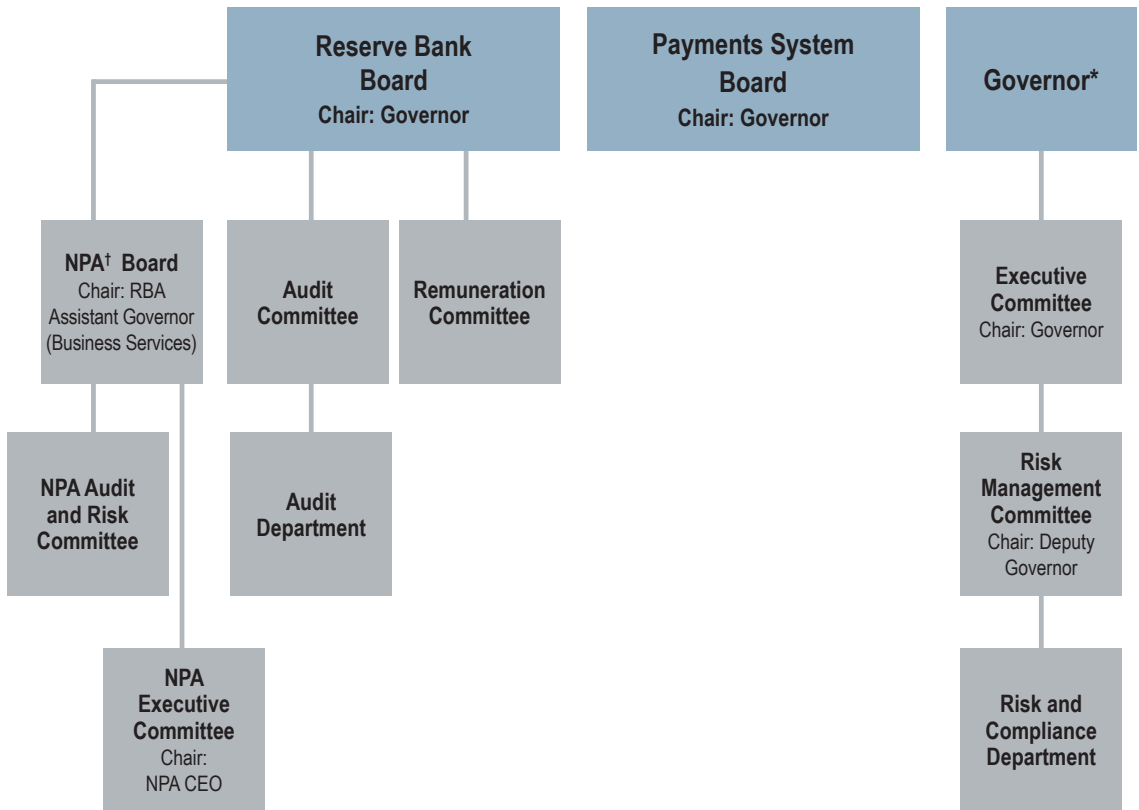 Reserve Bank
Board
Chair: Governor
Payments System
Board
Chair: Governor
Governor*
NPA† Board
Chair: RBA
Assistant Governor
(Business Services)
Audit
Committee
Remuneration
Committee
Executive
Committee
Chair: Governor
NPA Audit
and Risk
Committee
Audit
Department
Risk
Management
Committee
Chair: Deputy
Governor
NPA
Executive
Committee
Chair:
NPA CEO
Risk and
Compliance
Department